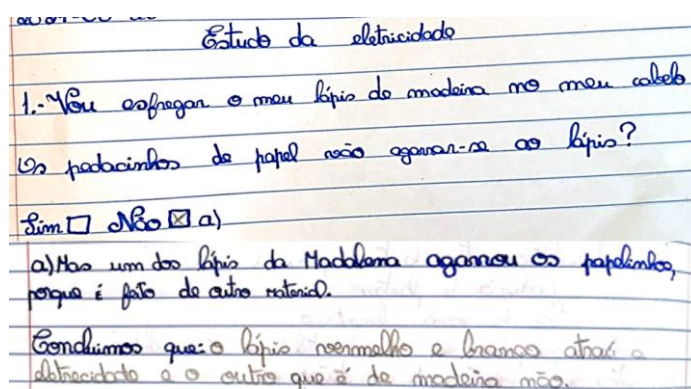 Estudo da eletricidade
1.- Vou esfregar o meu lápis de madeira no meu cabelo
Os pedacinhos de papel vão agarrar-se ao lápis?
Sim ☐ Não ☒ a)
a) Mas um dos lápis da Madalena agarrou os papelinhos,
porque é feito de outro material.
Concluimos que: o lápis vermelho e branco atrai a
eletrecidade e o outro que é de madeira não.